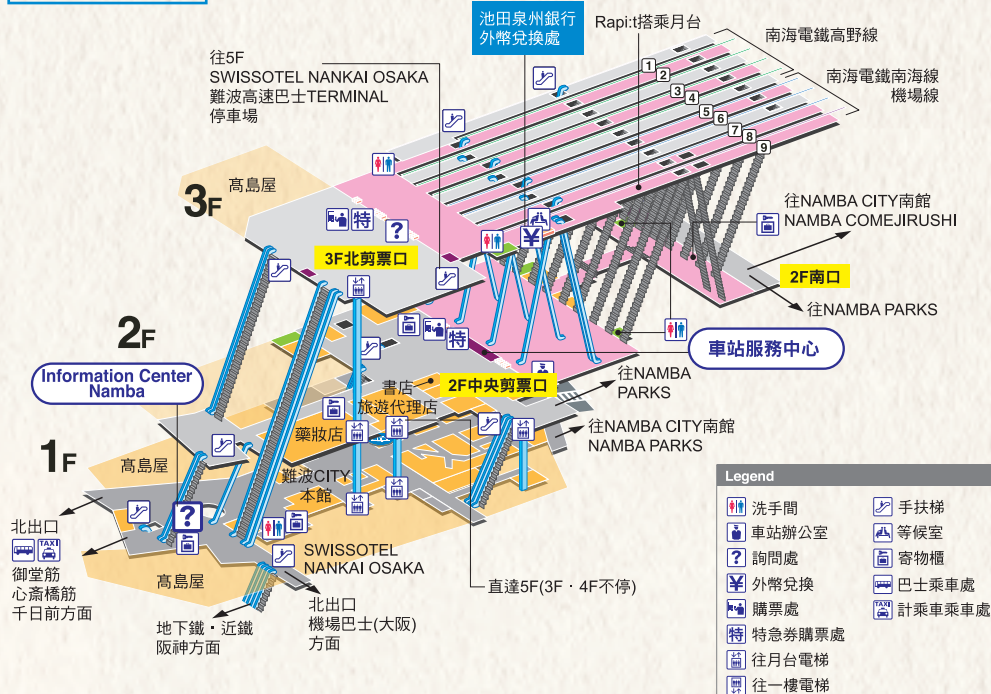 池田泉州銀行
外幣兌換處
Rapi:t搭乘月台
南海電鐵高野線
南海電鐵南海線
機場線
往5F
SWISSOTEL NANKAI OSAKA
難波高速巴士TERMINAL
停車場
1
2
3
4
5
6
7
8
9
3F
髙島屋
特
?
¥
3F北剪票口
往NAMBA CITY南館
NAMBA COMEJIRUSHI
2F南口
往NAMBA PARKS
2F
特
車站服務中心
Information Center
Namba
書店
旅遊代理店
2F中央剪票口
往NAMBA
PARKS
藥妝店
往NAMBA CITY南館
NAMBA PARKS
1F
髙島屋
難波CITY
本館
?
北出口
TAXI
御堂筋
心斎橋筋
千日前方面
髙島屋
SWISSOTEL
NANKAI OSAKA
直達5F(3F・4F不停)
地下鐵・近鐵
阪神方面
北出口
機場巴士(大阪)
方面
Legend
洗手間
手扶梯
車站辦公室
等候室
? 詢問處
寄物櫃
¥ 外幣兌換
巴士乘車處
購票處
TAXI 計乘車乘車處
特 特急券購票處
往月台電梯
往一樓電梯